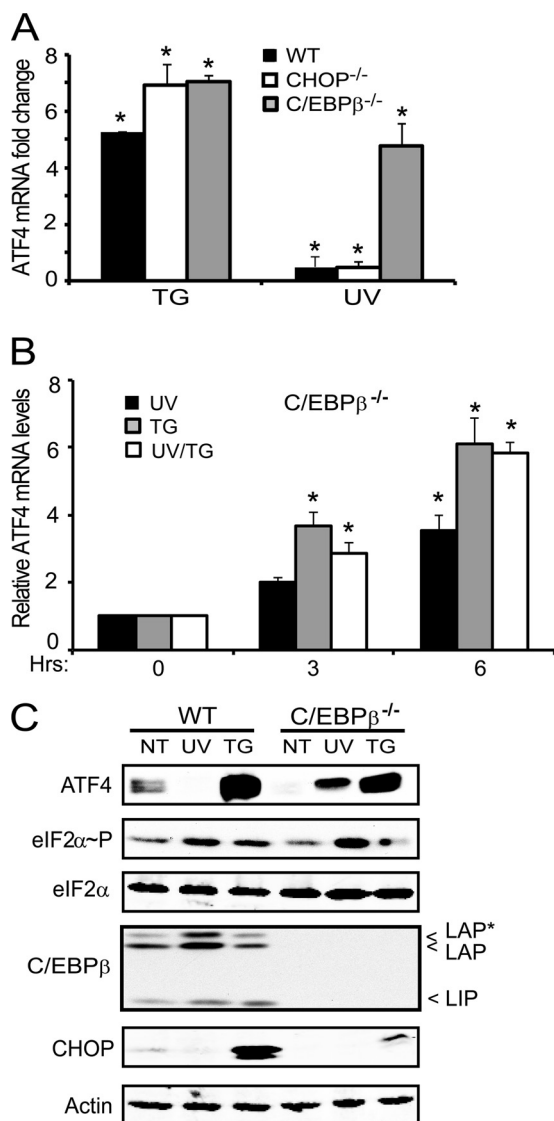 A
ATF4 mRNA fold change
8
6
4
2
0
* * * * * *
WT
CHOP-/-
C/EBPβ-/-
TG UV
B
Relative ATF4 mRNA levels
8
6
4
2
0
UV
TG
UV/TG
C/EBPβ-/-
* * * * *
Hrs: 0 3 6
C
WT C/EBPβ-/-
NT UV TG NT UV TG
ATF4
eIF2α~P
eIF2α
C/EBPβ
< LAP*
< LAP
< LIP
CHOP
Actin